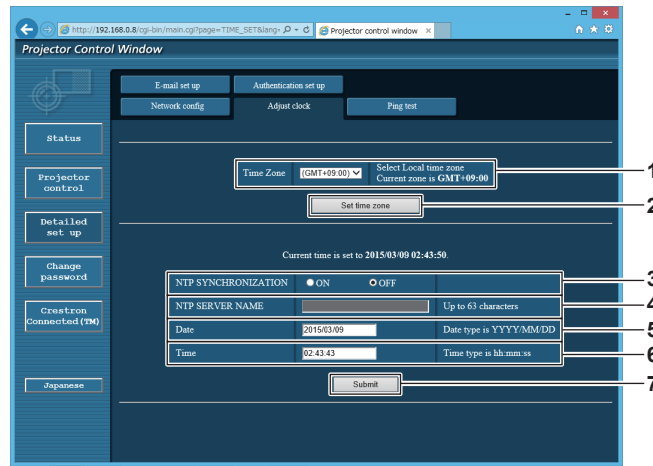 http://192.168.0.8/cgi-bin/main.cgi?page=TIME_SET&lang=
Projector control window
Projector Control Window
E-mail set up
Authentication set up
Network config
Adjust clock
Ping test
Status
Projector
control
Detailed
set up
Change
password
Crestron
Connected(TM)
Japanese
Time Zone
(GMT+09:00)
Select Local time zone
Current zone is GMT+09:00
1
Set time zone
2
Current time is set to 2015/03/09 02:43:50.
NTP SYNCHRONIZATION
ON
OFF
3
NTP SERVER NAME
Up to 63 characters
4
Date
2015/03/09
Date type is YYYY/MM/DD
5
Time
02:43:43
Time type is hh:mm:ss
6
Submit
7